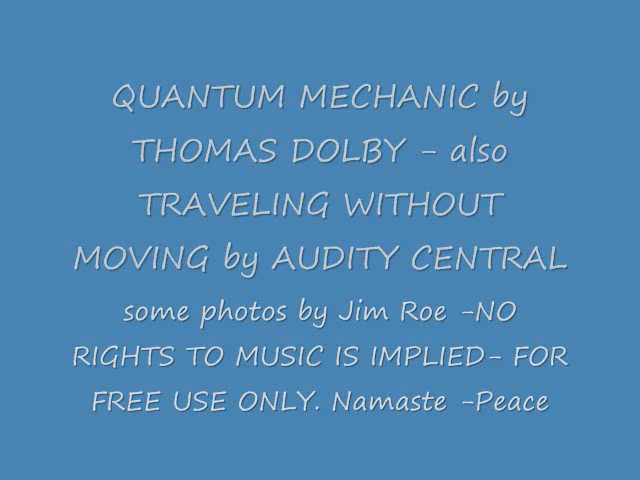 QUANTUM MECHANIC by
THOMAS DOLBY - also
TRAVELING WITHOUT
MOVING by AUDITY CENTRAL
some photos by Jim Roe -NO
RIGHTS TO MUSIC IS IMPLIED- FOR
FREE USE ONLY. Namaste -Peace